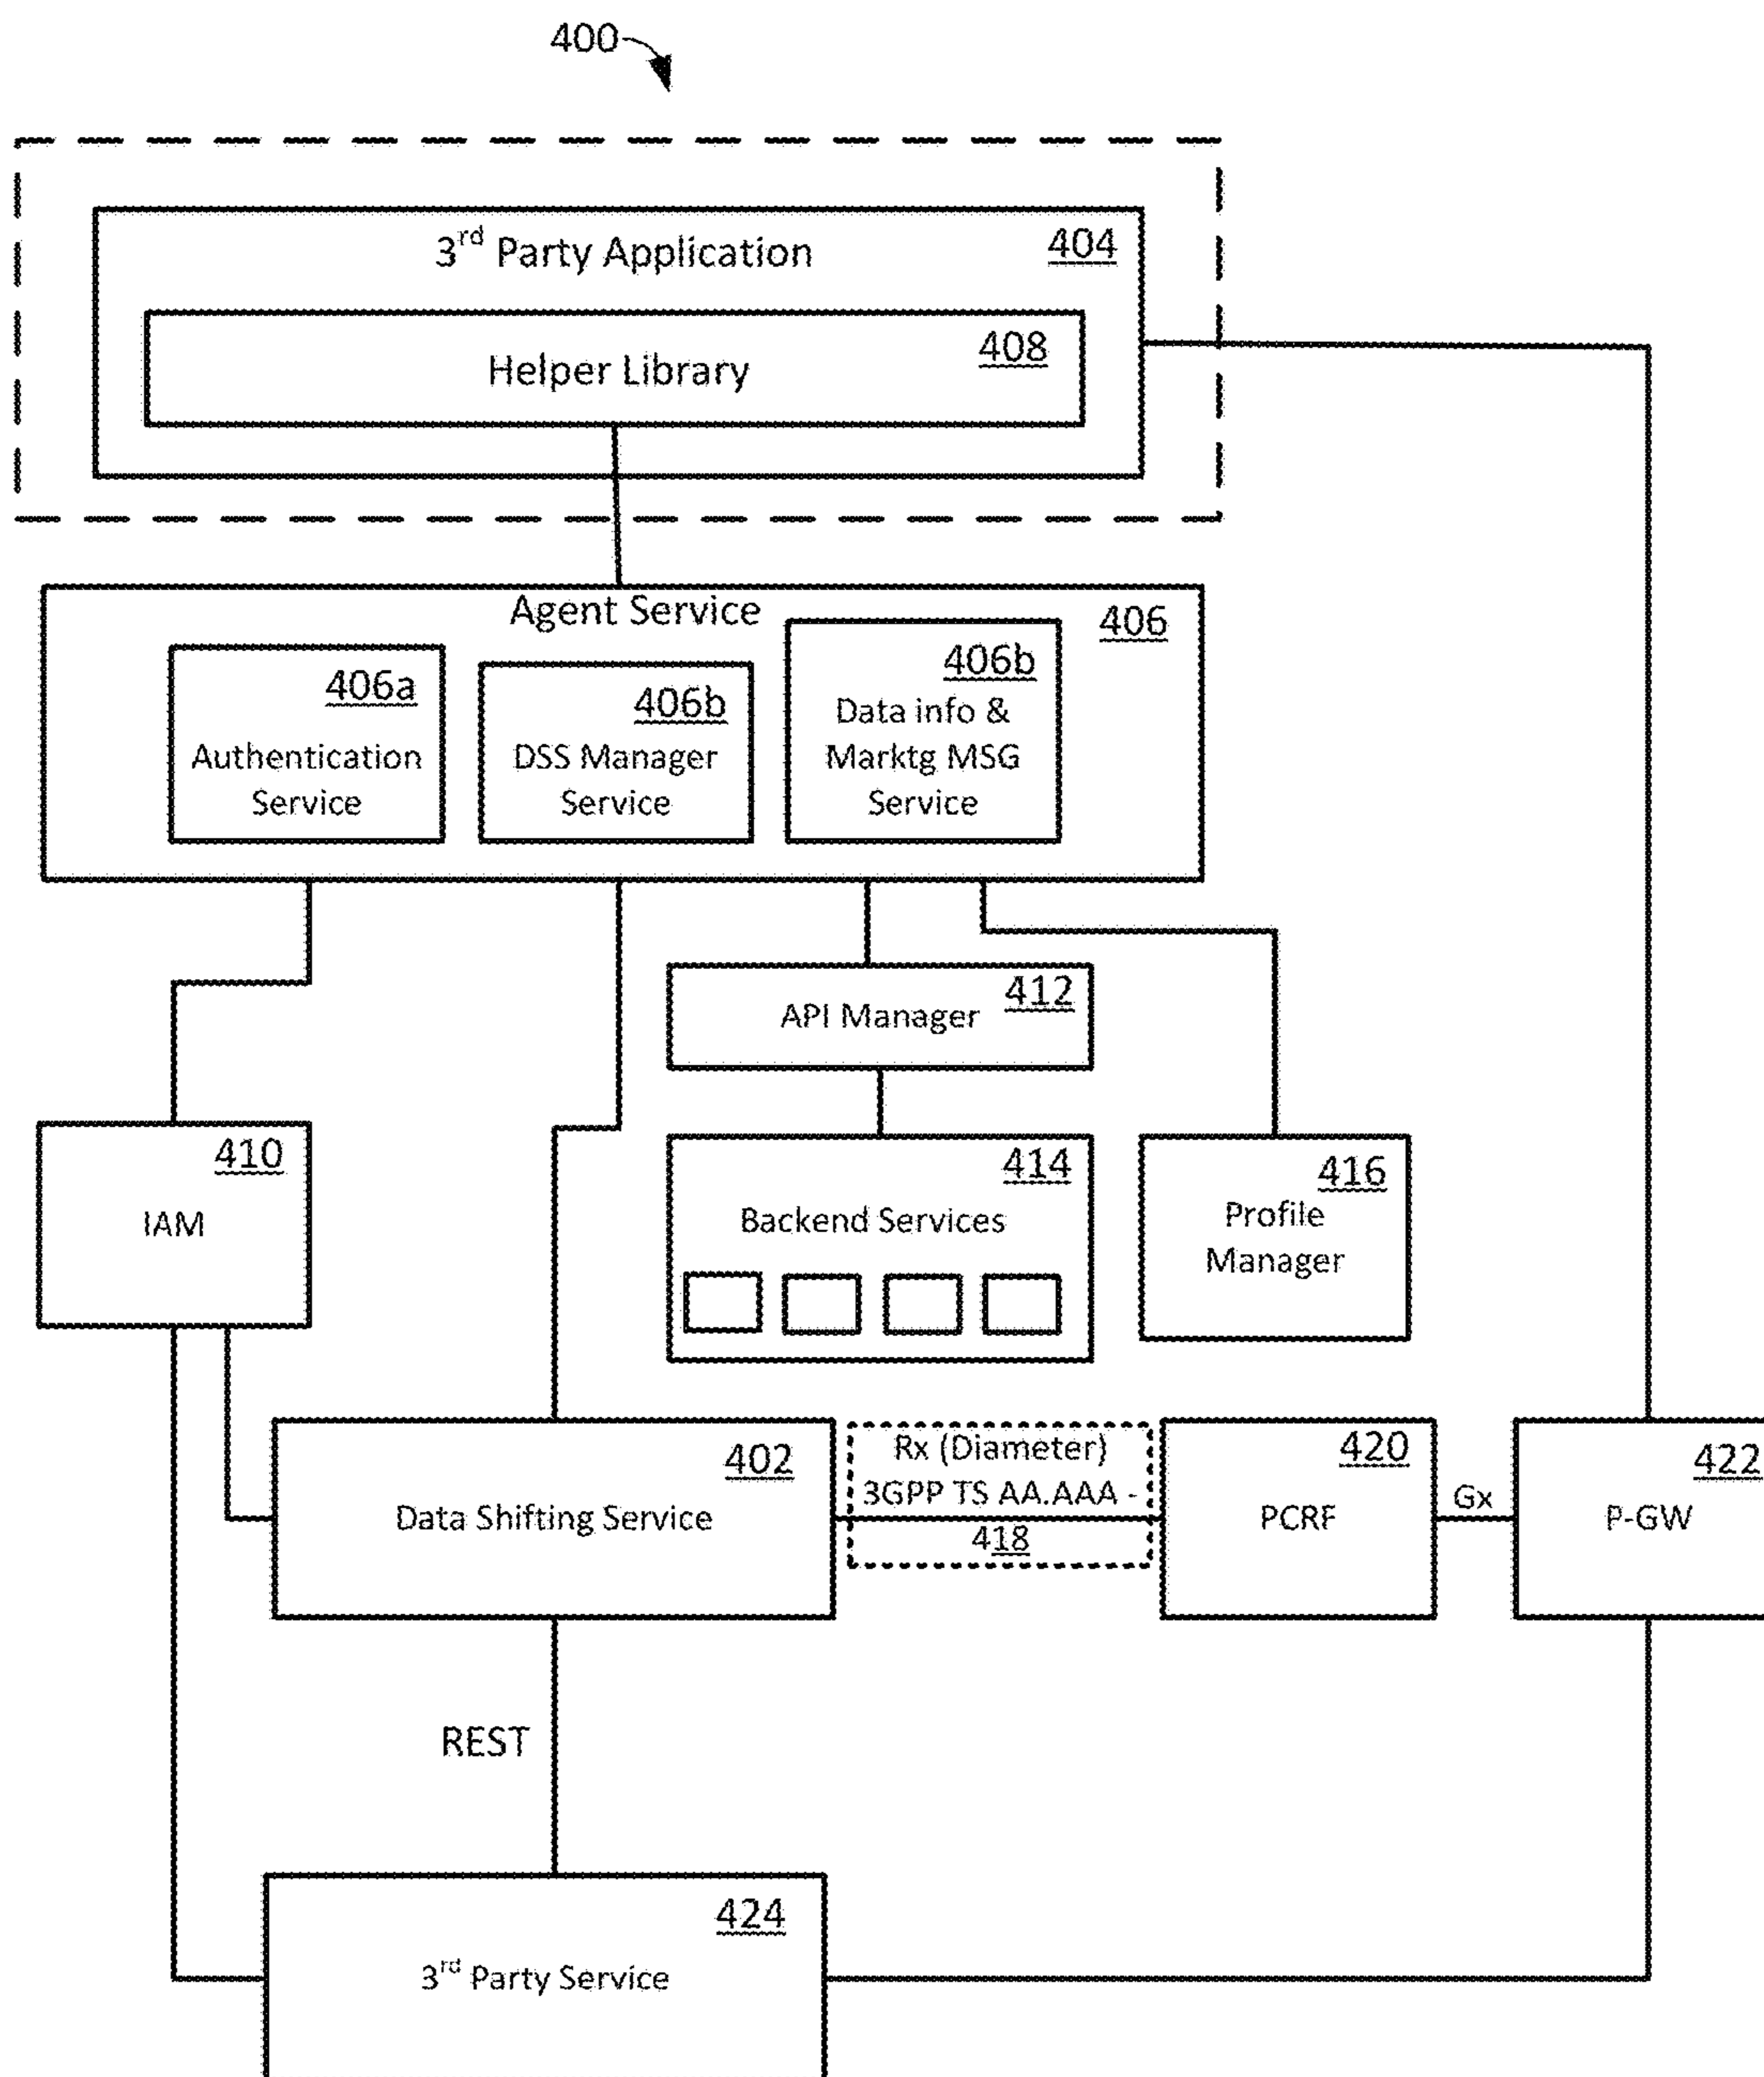 400
3rd Party Application
404
Helper Library
408
Agent Service
406
406a
Authentication
Service
406b
DSS Manager
Service
406b
Data info &
Marktg MSG
Service
412
API Manager
410
IAM
414
Backend Services
416
Profile
Manager
402
Data Shifting Service
Rx (Diameter)
3GPP TS AA.AAA -
418
420
PCRF
Gx
422
P-GW
REST
424
3rd Party Service